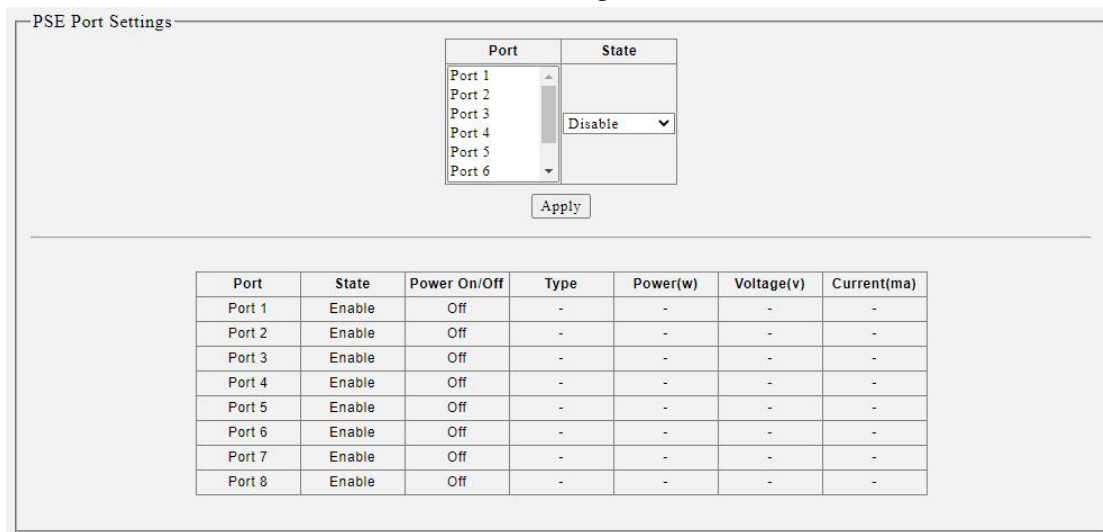 PSE Port Settings
Port State
Port 1
Port 2
Port 3
Port 4
Port 5
Port 6
Disable
Apply
Port State Power On/Off Type Power(w) Voltage(v) Current(ma)
Port 1 Enable Off - - - -
Port 2 Enable Off - - - -
Port 3 Enable Off - - - -
Port 4 Enable Off - - - -
Port 5 Enable Off - - - -
Port 6 Enable Off - - - -
Port 7 Enable Off - - - -
Port 8 Enable Off - - - -